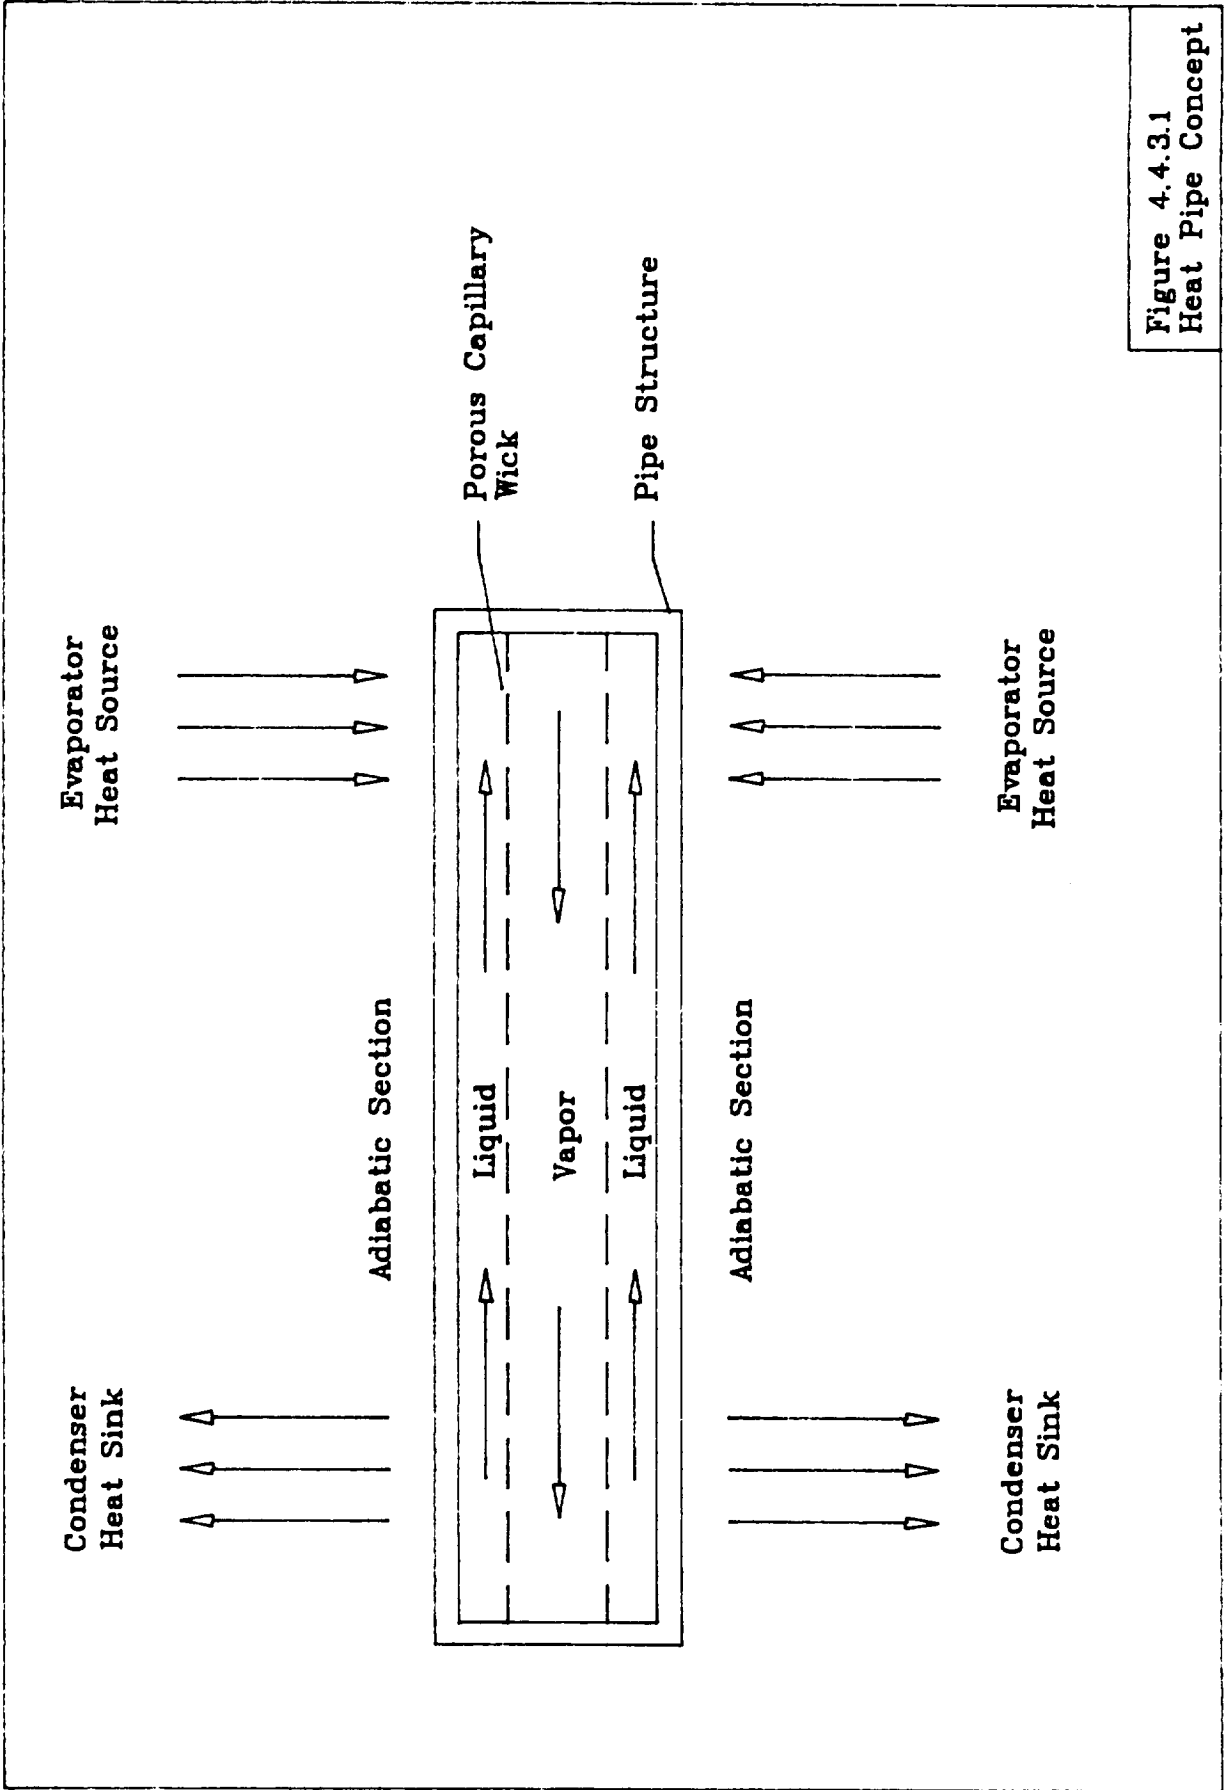 Condenser
Heat Sink
Evaporator
Heat Source
Adiabatic Section
Porous Capillary
Wick
Liquid
Vapor
Liquid
Pipe Structure
Adiabatic Section
Condenser
Heat Sink
Evaporator
Heat Source
Figure 4.4.3.1
Heat Pipe Concept